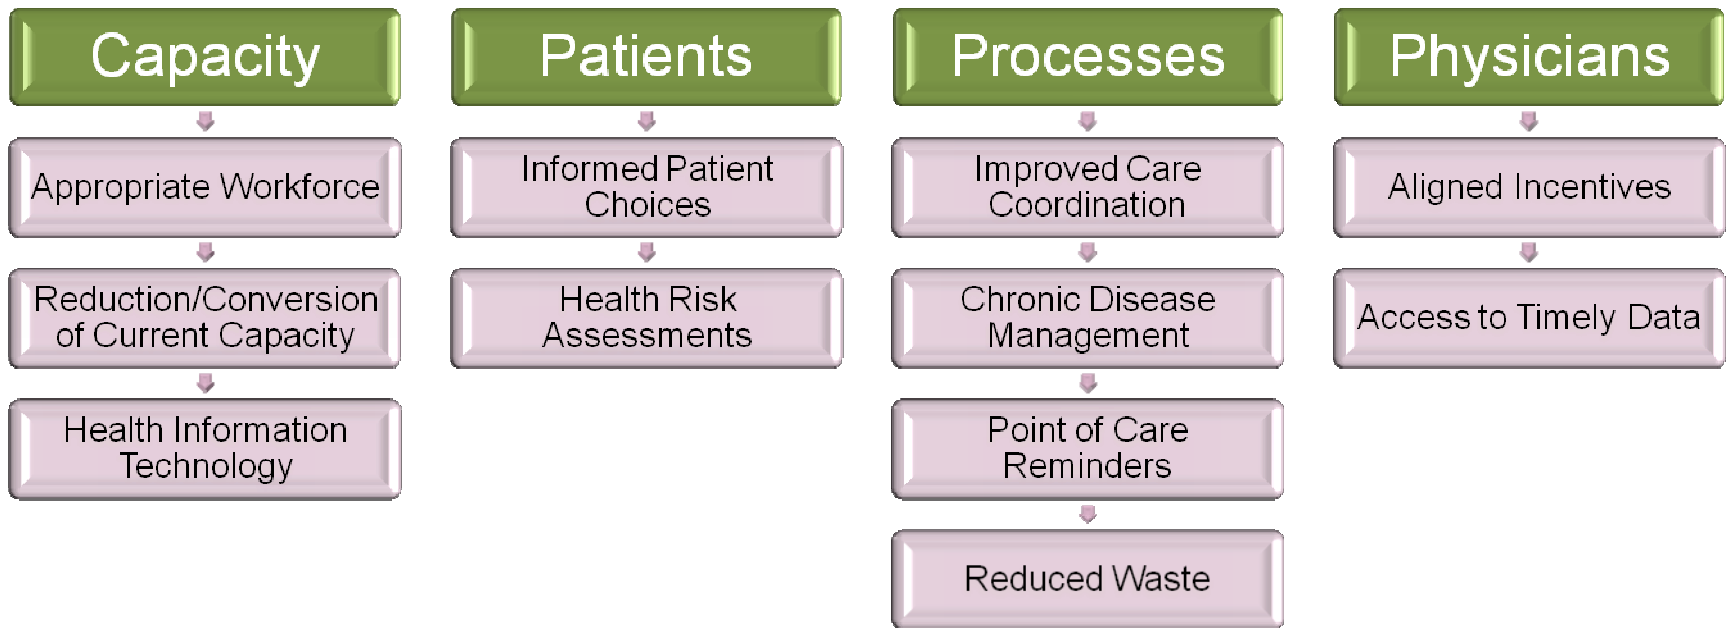 Capacity
Appropriate Workforce
Reduction/Conversion
of Current Capacity
Health Information
Technology
Patients
Informed Patient
Choices
Health Risk
Assessments
Processes
Improved Care
Coordination
Chronic Disease
Management
Point of Care
Reminders
Reduced Waste
Physicians
Aligned Incentives
Access to Timely Data